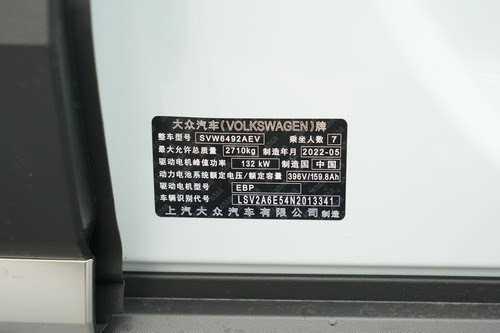 大众汽车(VOLKSWAGEN)牌
整车型号 SVW6492AEV 乘坐人数 7
最大允许总质量 2710kg 制造年月 2022-05
驱动电机峰值功率 132 kW 制造国 中国
动力电池系统额定电压/额定容量 396V/159.8Ah
驱动电机型号 EBP
车辆识别代号 LSV2A6E54N2013341
上汽大众汽车有限公司 制造